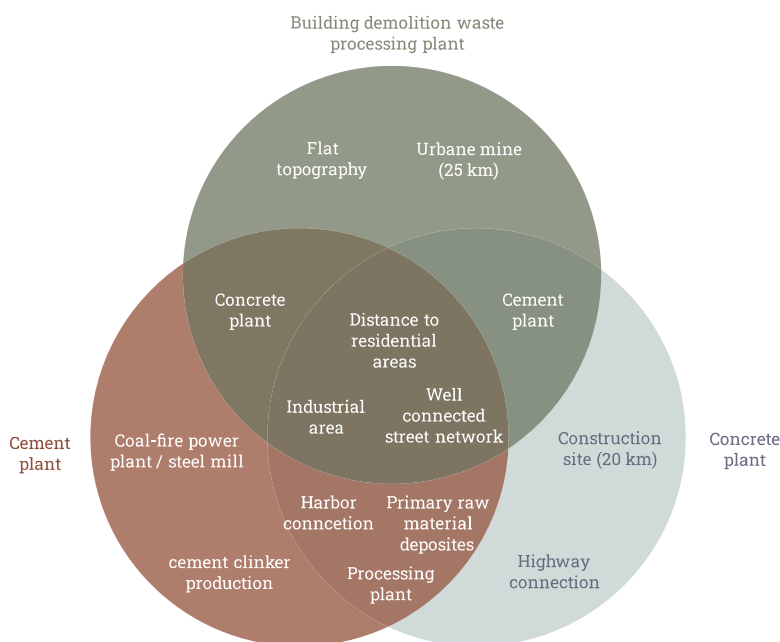 Building demolition waste
processing plant
Flat
topography
Urbane mine
(25 km)
Concrete
plant
Distance to
residential
areas
Cement
plant
Industrial
area
Well
connected
street network
Cement
plant
Coal-fire power
plant / steel mill
Construction
site (20 km)
Concrete
plant
Harbor
conncetion
Primary raw
material
deposites
cement clinker
production
Processing
plant
Highway
connection